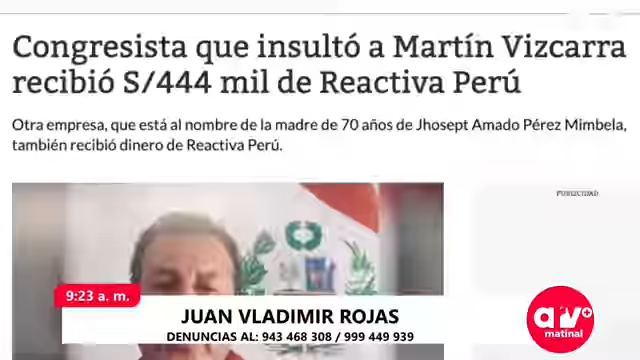 Congresista que insultó a Martín Vizcarra
recibió S/444 mil de Reactiva Perú
Otra empresa, que está al nombre de la madre de 70 años de Jhosept Amado Pérez Mimbela,
también recibió dinero de Reactiva Perú.
PUBLICIDAD
9:23 a. m.
JUAN VLADIMIR ROJAS
DENUNCIAS AL: 943 468 308 / 999 449 939
atv+
matinal